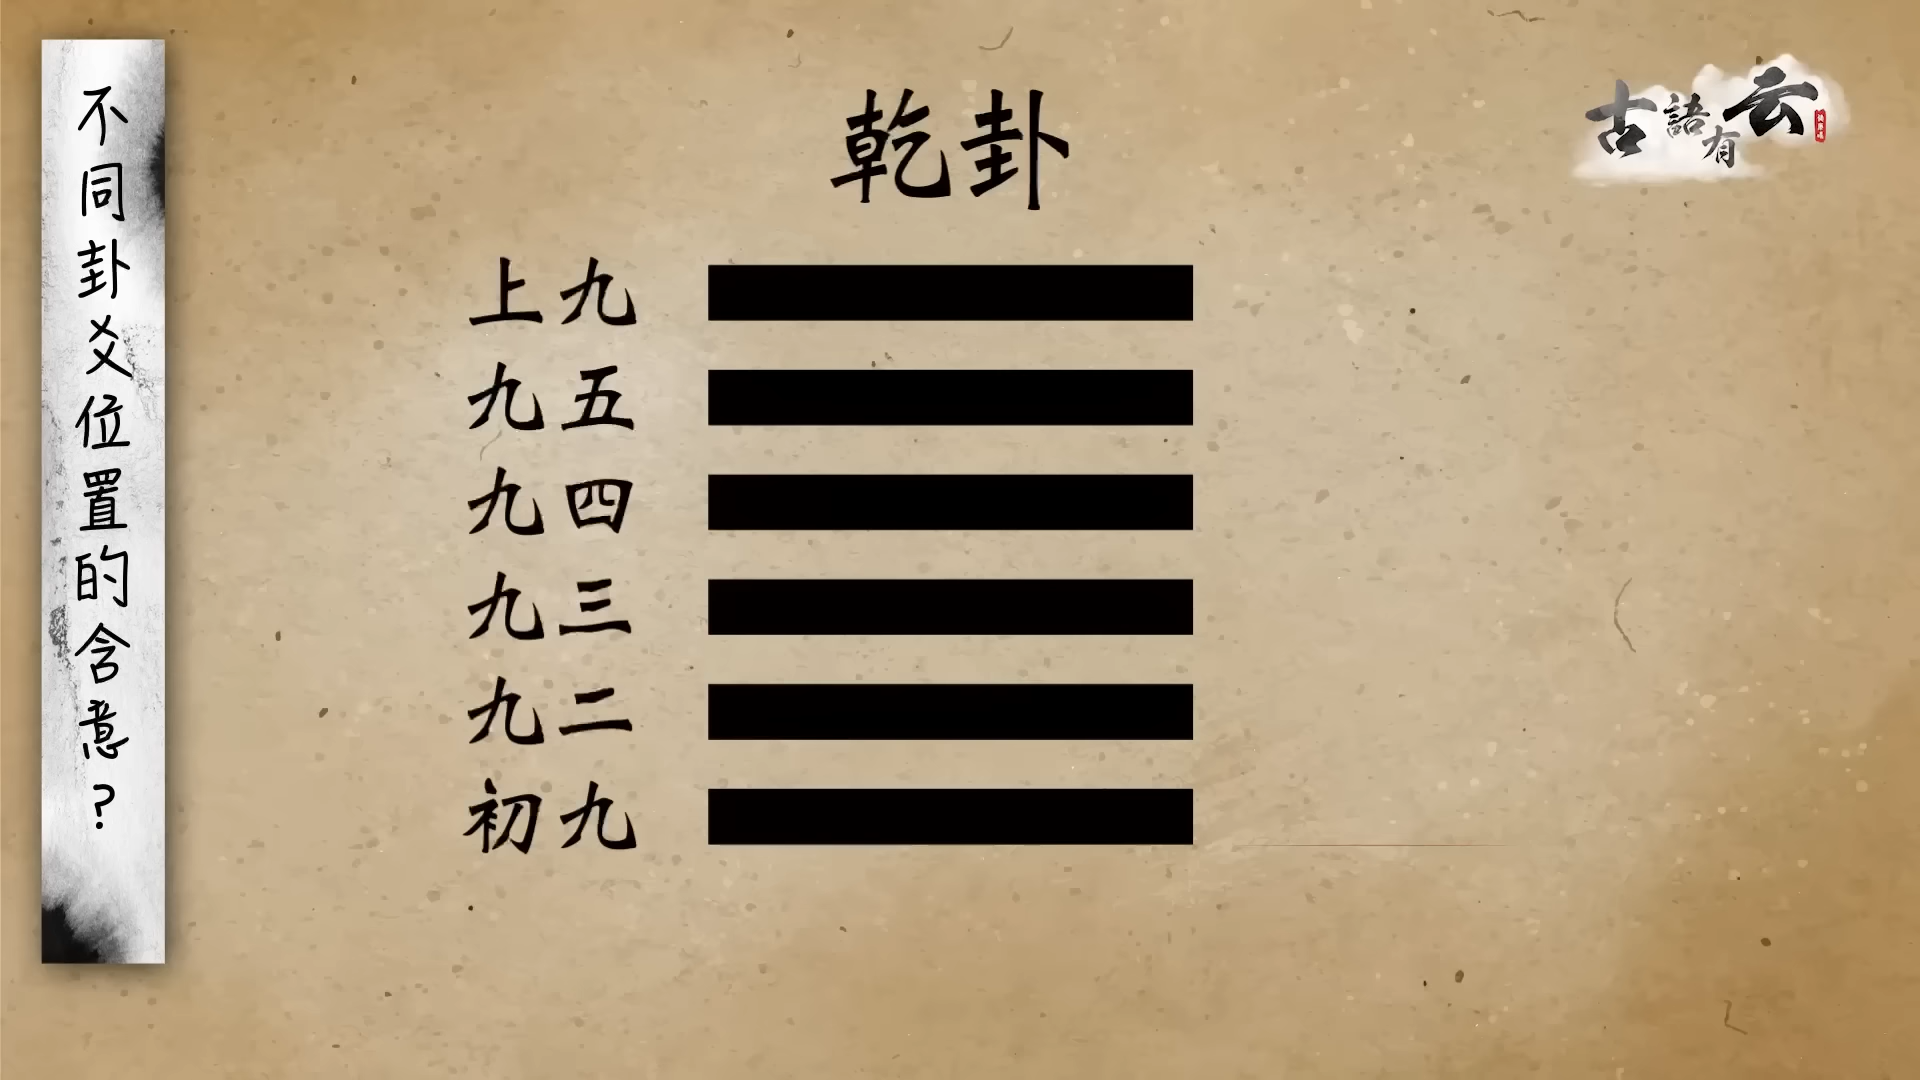 不同卦爻位置的含意?
乾卦
上九
九五
九四
九三
九二
初九
古語有云